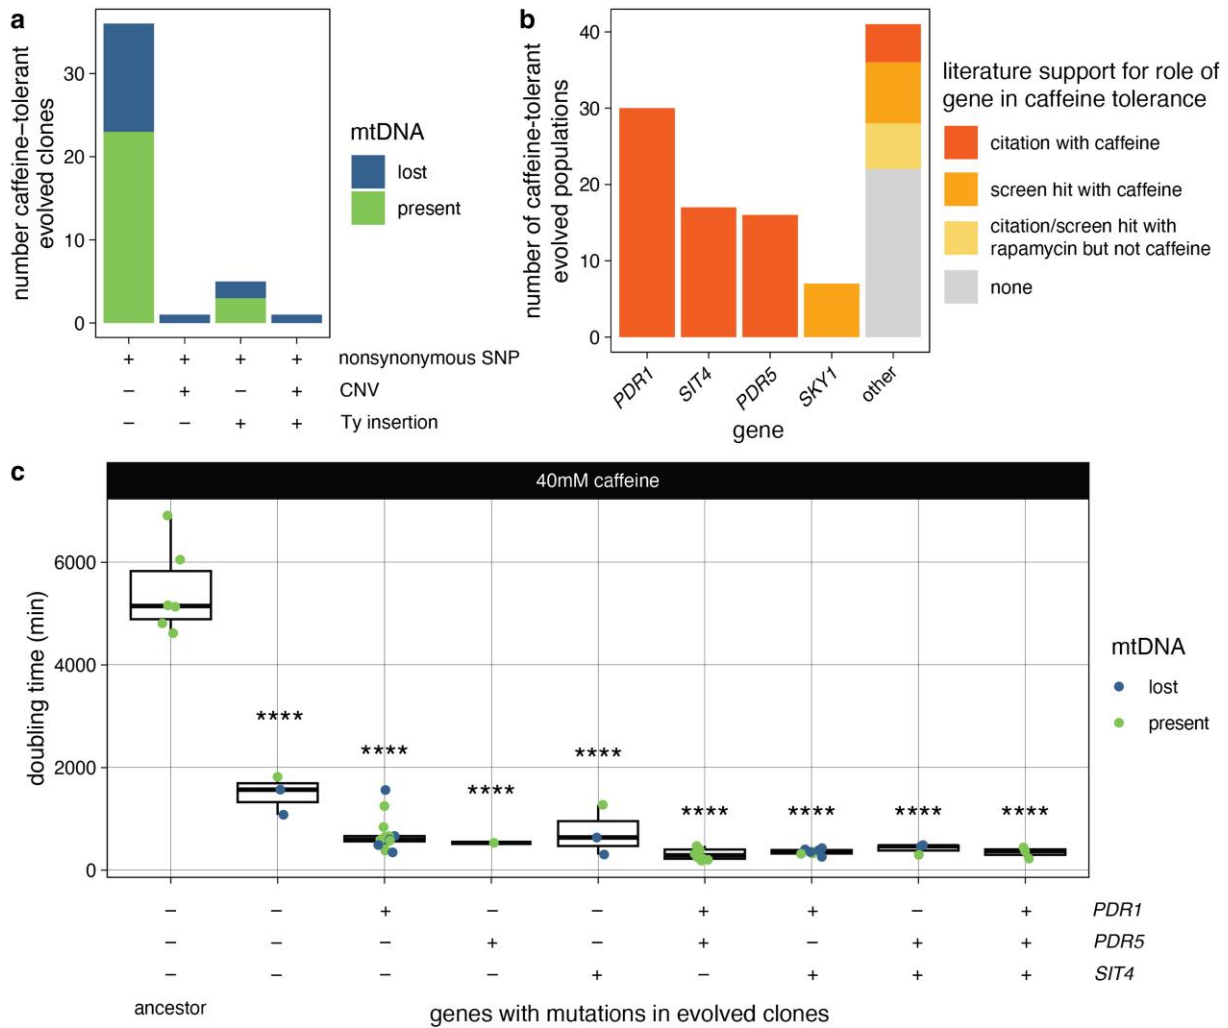 a
number caffeine-tolerant
evolved clones
30
20
10
0
+ + + + nonsynonymous SNP
− + − + CNV
− − + + Ty insertion
mtDNA
lost
present
b
number of caffeine-tolerant
evolved populations
40
30
20
10
0
PDR1 SIT4 PDR5 SKY1 other
gene
literature support for role of
gene in caffeine tolerance
citation with caffeine
screen hit with caffeine
citation/screen hit with
rapamycin but not caffeine
none
c
40mM caffeine
doubling time (min)
6000
4000
2000
0
**** **** **** **** **** **** **** ****
mtDNA
lost
present
− − + − − + + − + PDR1
− − − + − + − + + PDR5
− − − − + − + + + SIT4
ancestor
genes with mutations in evolved clones